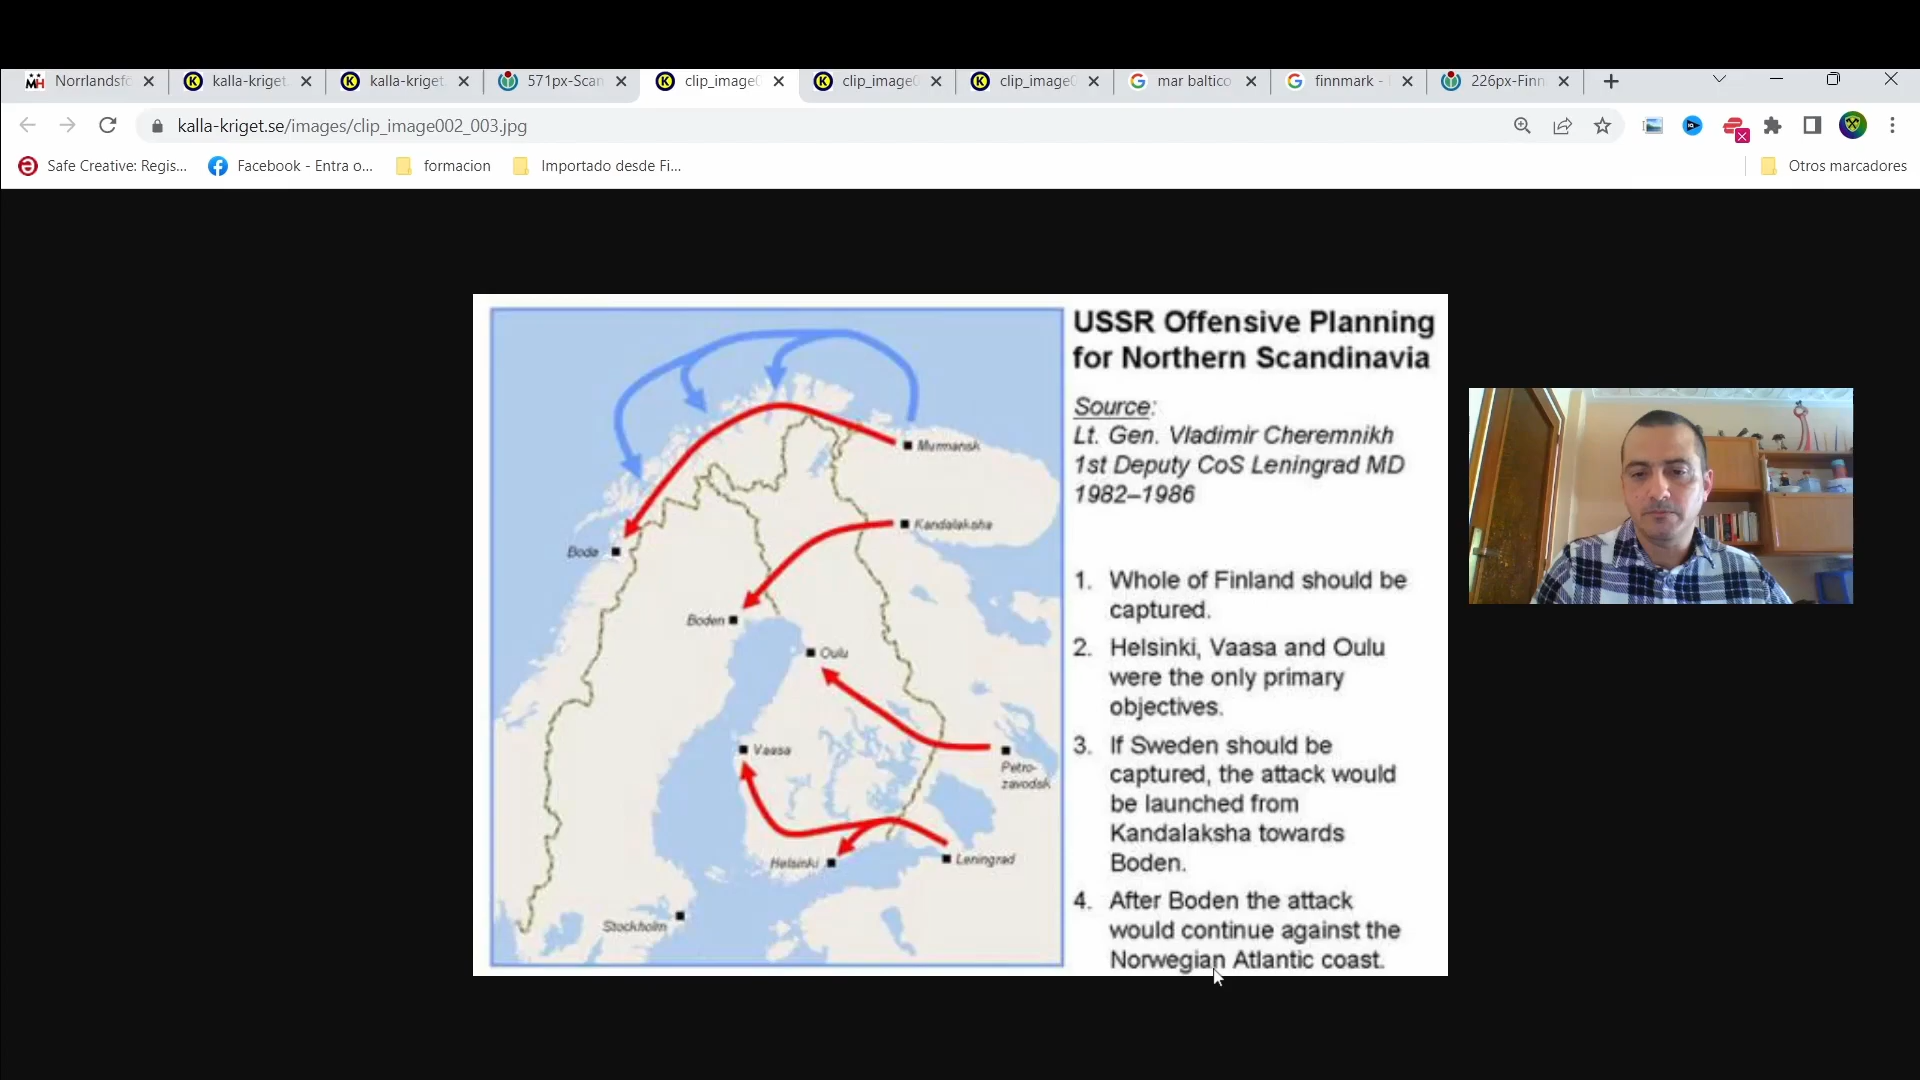 Norrlandsfö
kalla-kriget.
kalla-kriget.
571px-Scan
clip_image0
clip_image0
clip_image0
mar baltico
finnmark -
226px-Finn
kalla-kriget.se/images/clip_image002_003.jpg
Safe Creative: Regis...
Facebook - Entra o...
formacion
Importado desde Fi...
Otros marcadores
USSR Offensive Planning
for Northern Scandinavia
Source:
Lt. Gen. Vladimir Cheremnikh
1st Deputy CoS Leningrad MD
1982–1986
1. Whole of Finland should be
captured.
2. Helsinki, Vaasa and Oulu
were the only primary
objectives.
3. If Sweden should be
captured, the attack would
be launched from
Kandalaksha towards
Boden.
4. After Boden the attack
would continue against the
Norwegian Atlantic coast.
Murmansk
Kandalaksha
Bodø
Boden
Oulu
Vaasa
Petro-
zavodsk
Helsinki
Leningrad
Stockholm